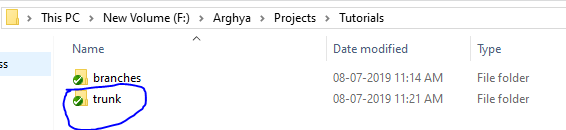 This PC > New Volume (F:) > Arghya > Projects > Tutorials
ss
Name Date modified Type
branches 08-07-2019 11:14 AM File folder
trunk 08-07-2019 11:21 AM File folder